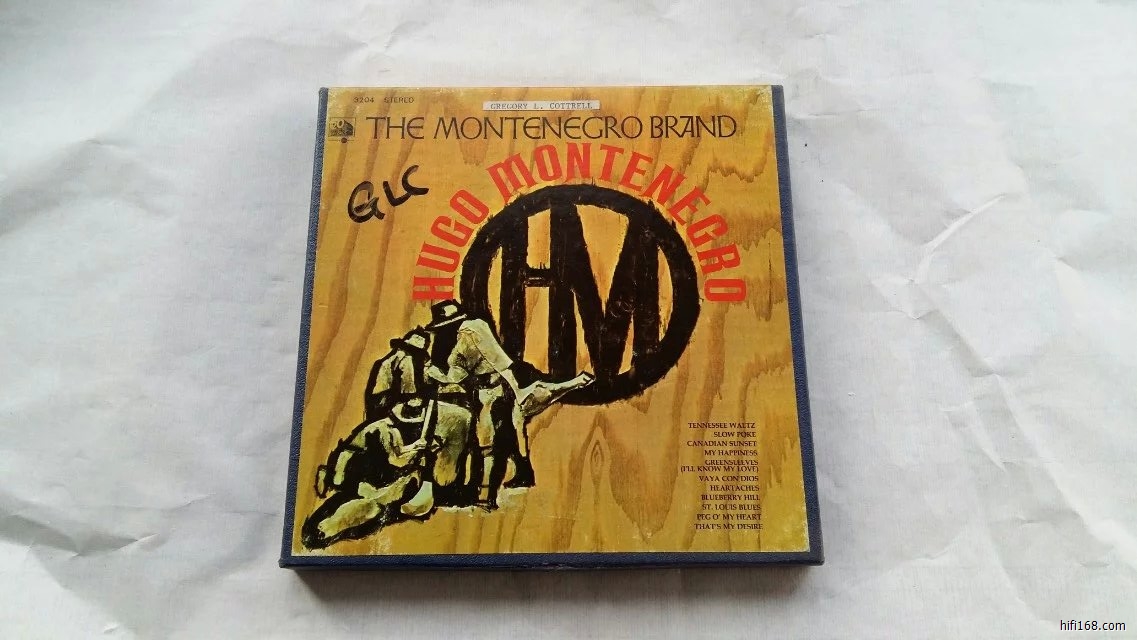 3204 STEREO
GREGORY L. COTTRELL
THE MONTENEGRO BRAND
GLC
HUGO MONTENEGRO
HM
TENNESSEE WALTZ
SLOW POKE
CANADIAN SUNSET
MY HAPPINESS
GREENSLEEVES
(I'LL KNOW MY LOVE)
VAYA CON DIOS
HEARTACHES
BLUEBERRY HILL
ST. LOUIS BLUES
PEG O' MY HEART
THAT'S MY DESIRE
hifi168.com